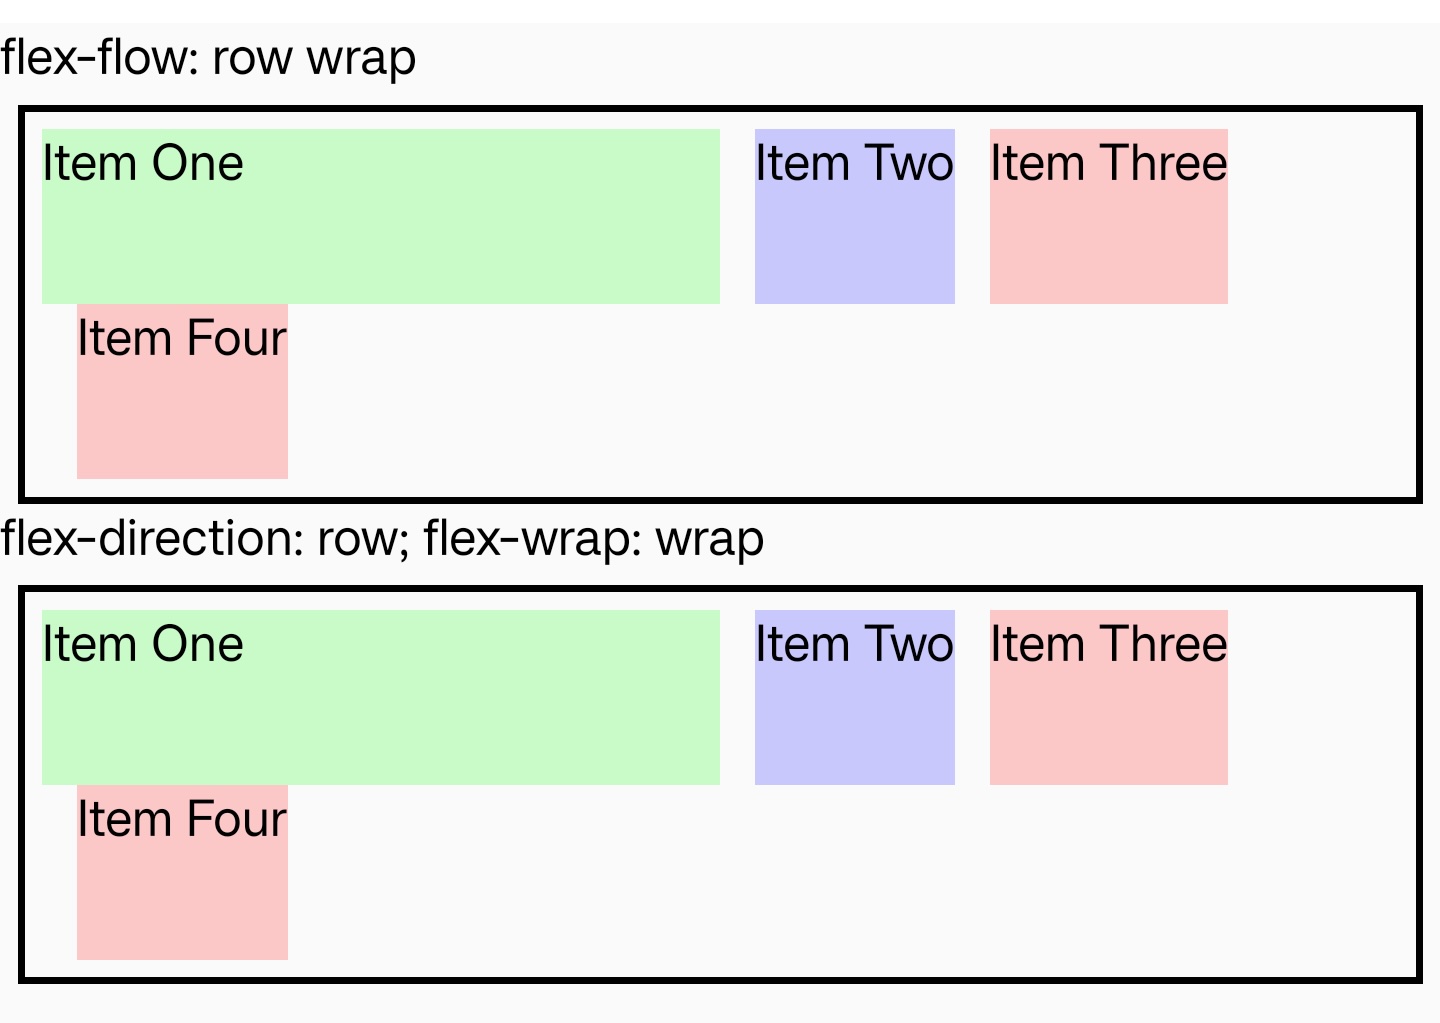 flex-flow: row wrap
Item One Item Two Item Three
Item Four
flex-direction: row; flex-wrap: wrap
Item One Item Two Item Three
Item Four